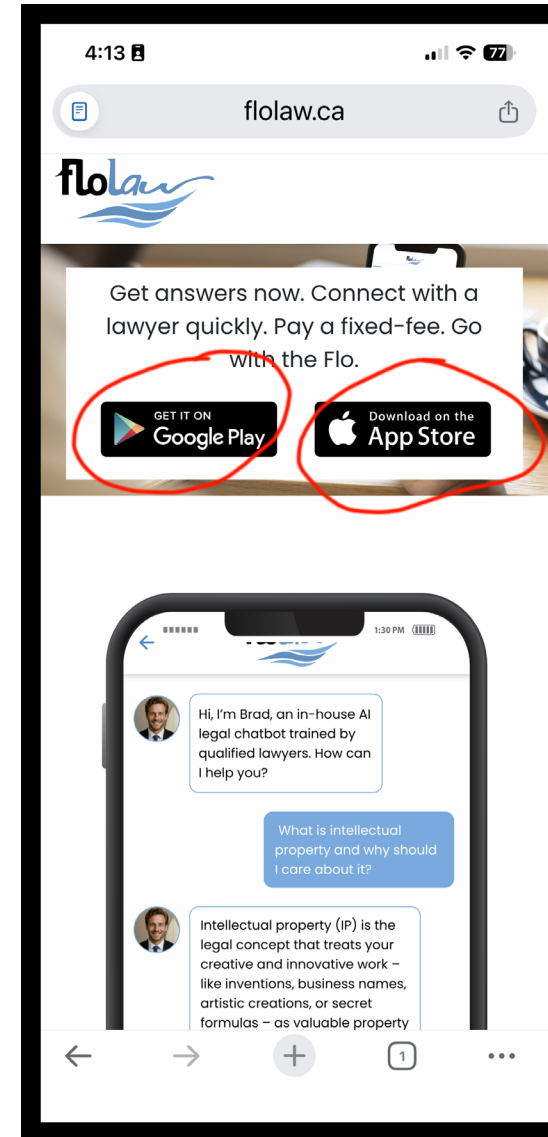 4:13
77
flolaw.ca
flolaw
Get answers now. Connect with a
lawyer quickly. Pay a fixed-fee. Go
with the Flo.
GET IT ON
Google Play
Download on the
App Store
1:30 PM
Hi, I'm Brad, an in-house AI
legal chatbot trained by
qualified lawyers. How can
I help you?
What is intellectual
property and why should
I care about it?
Intellectual property (IP) is the
legal concept that treats your
creative and innovative work –
like inventions, business names,
artistic creations, or secret
formulas – as valuable property
1